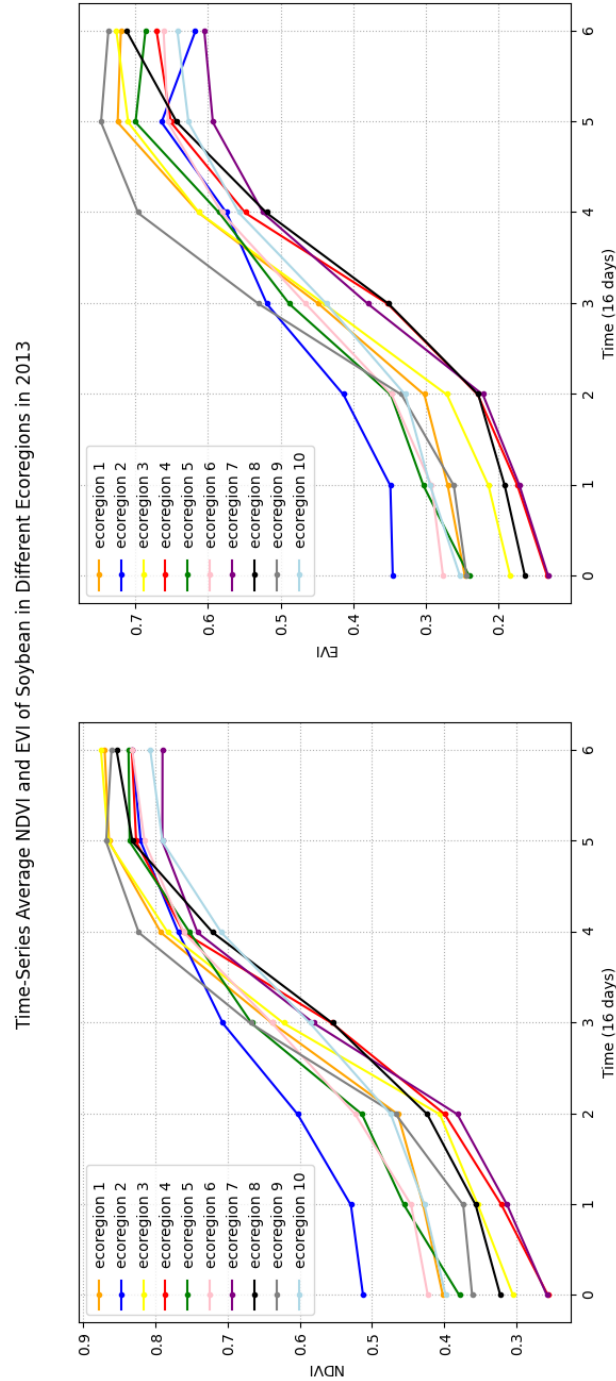 Time-Series Average NDVI and EVI of Soybean in Different Ecoregions in 2013
NDVI
0.9
0.8
0.7
0.6
0.5
0.4
0.3
ecoregion 1
ecoregion 2
ecoregion 3
ecoregion 4
ecoregion 5
ecoregion 6
ecoregion 7
ecoregion 8
ecoregion 9
ecoregion 10
0 1 2 3 4 5 6
Time (16 days)
EVI
0.7
0.6
0.5
0.4
0.3
0.2
ecoregion 1
ecoregion 2
ecoregion 3
ecoregion 4
ecoregion 5
ecoregion 6
ecoregion 7
ecoregion 8
ecoregion 9
ecoregion 10
0 1 2 3 4 5 6
Time (16 days)